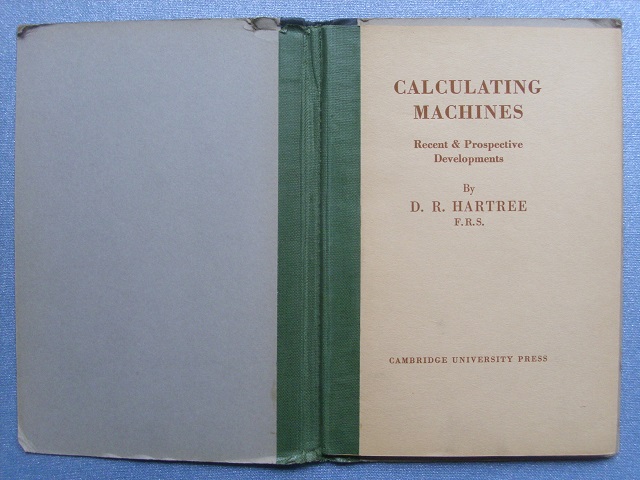 CALCULATING
MACHINES
Recent & Prospective
Developments
By
D. R. HARTREE
F.R.S.
CAMBRIDGE UNIVERSITY PRESS